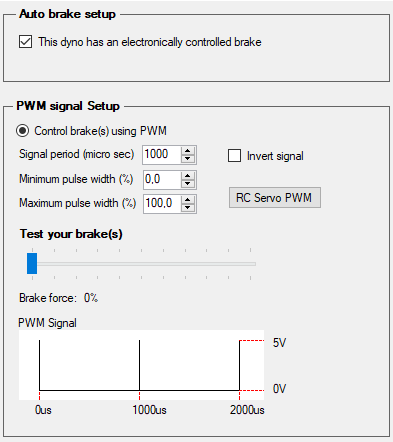 Auto brake setup
This dyno has an electronically controlled brake
PWM signal Setup
Control brake(s) using PWM
Signal period (micro sec) 1000 Invert signal
Minimum pulse width (%) 0,0
Maximum pulse width (%) 100,0 RC Servo PWM
Test your brake(s)
Brake force: 0%
PWM Signal
5V
0V
0us 1000us 2000us